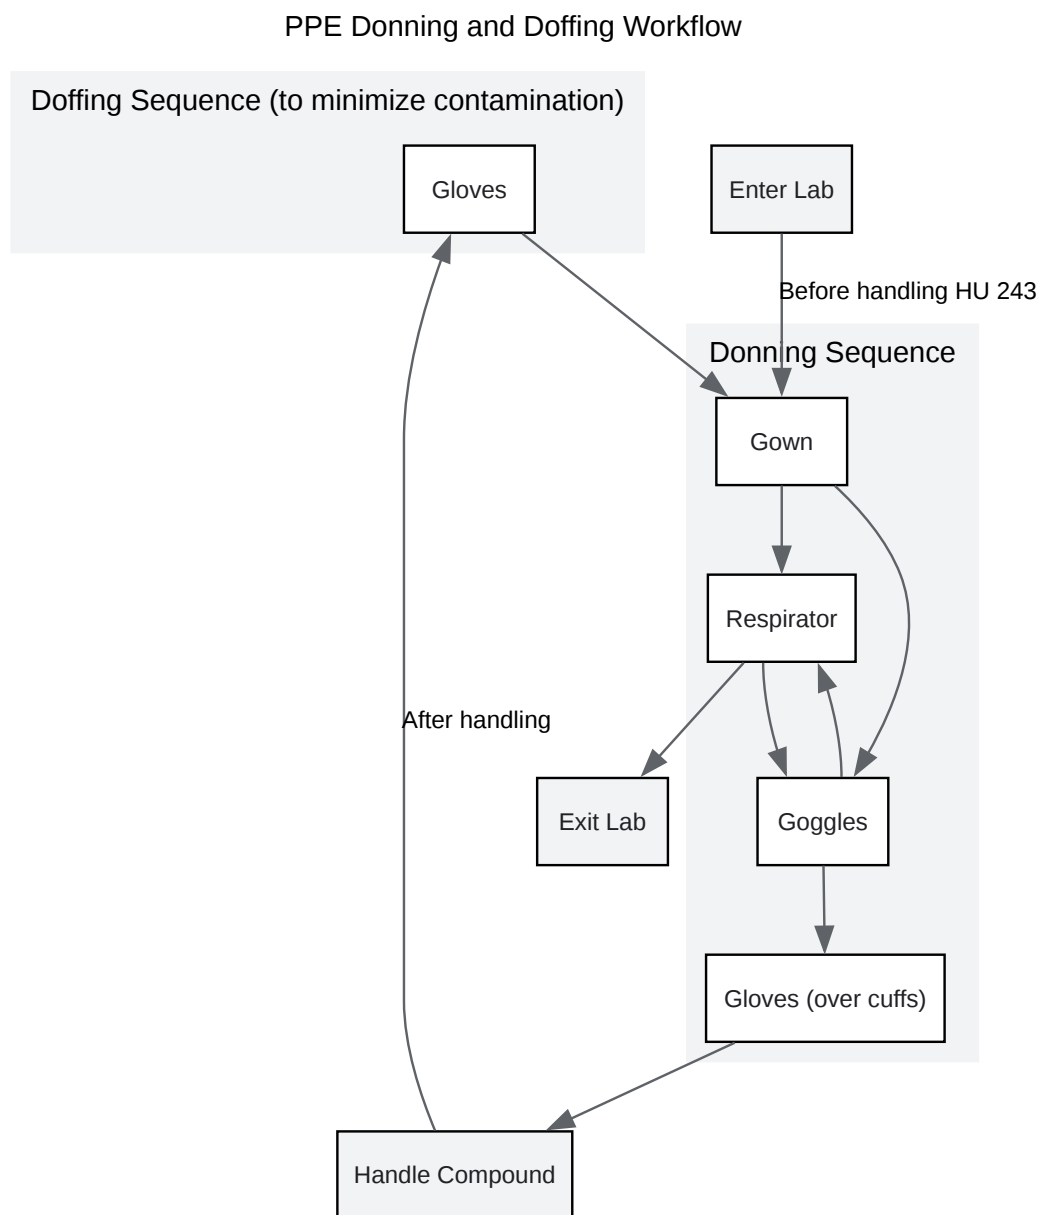 PPE Donning and Doffing Workflow
Doffing Sequence (to minimize contamination)
Gloves
Enter Lab
Before handling HU 243
Donning Sequence
Gown
Respirator
After handling
Exit Lab
Goggles
Gloves (over cuffs)
Handle Compound